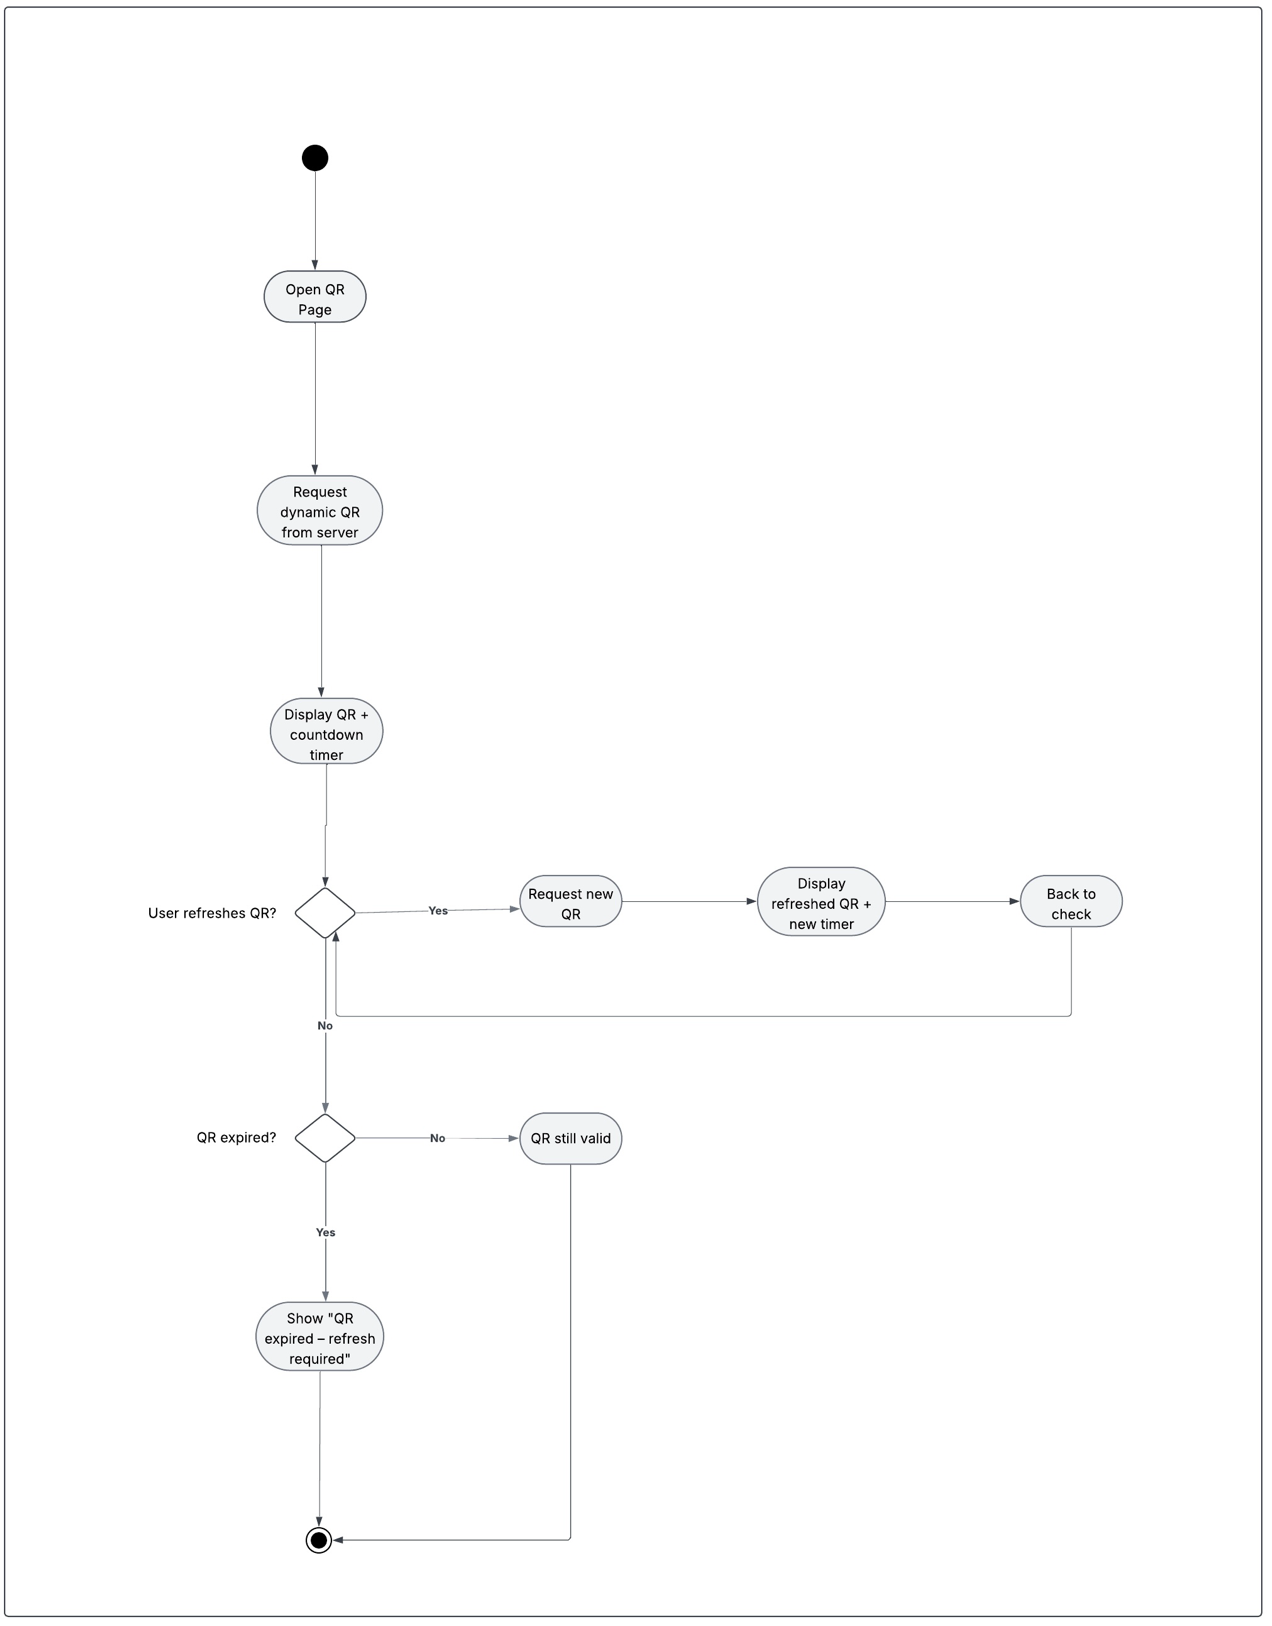 Open QR
Page
Request
dynamic QR
from server
Display QR +
countdown
timer
User refreshes QR?
Yes
Request new
QR
Display
refreshed QR +
new timer
Back to
check
No
QR expired?
No
QR still valid
Yes
Show "QR
expired – refresh
required"